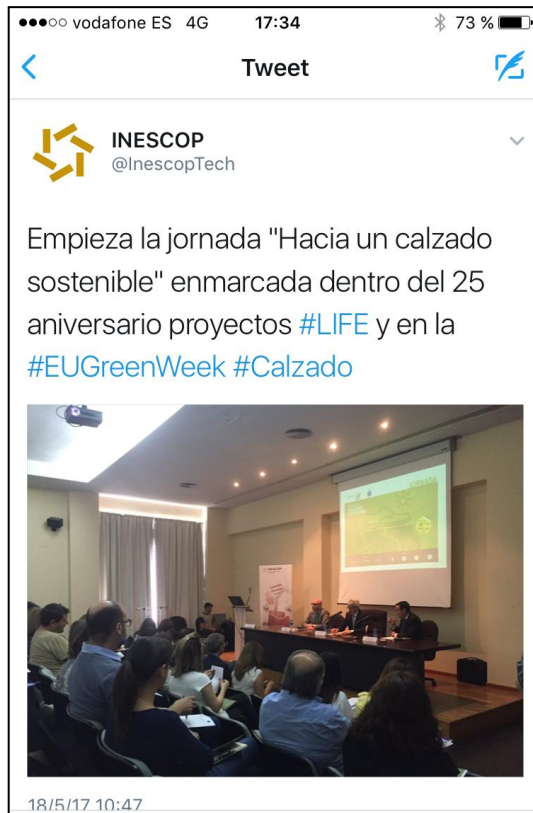 vodafone ES 4G 17:34 73 %
Tweet
INESCOP
@InescopTech
Empieza la jornada "Hacia un calzado
sostenible" enmarcada dentro del 25
aniversario proyectos #LIFE y en la
#EUGreenWeek #Calzado
JORNADA
18/5/17 10:47